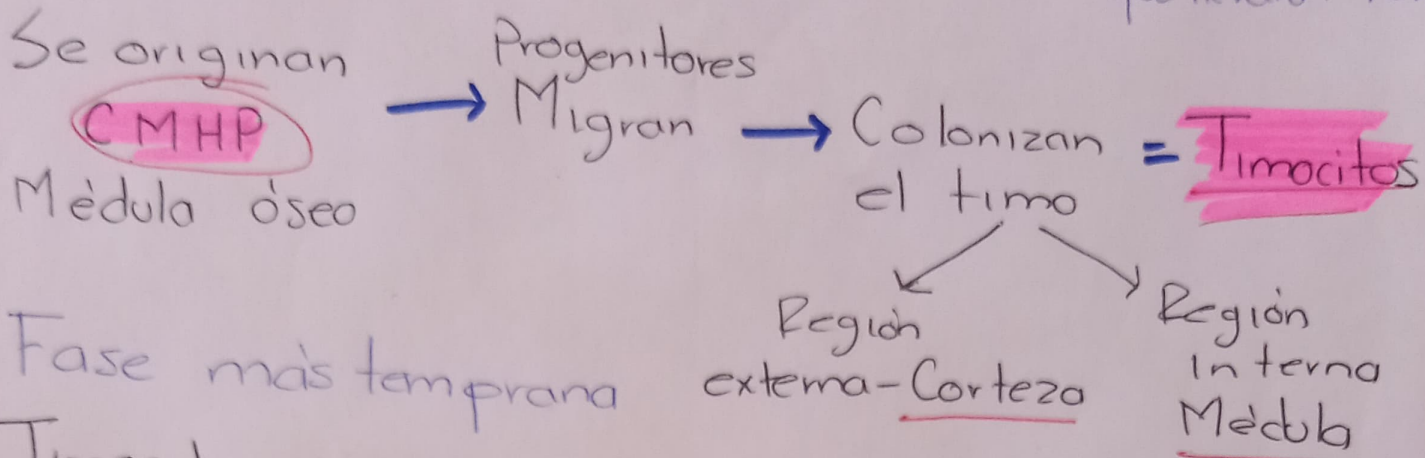 Se originan
CMHP
Médula óseo
→ Progenitores
Migran
→ Colonizan
el timo
= Timocitos
Región
externa-Corteza
Región
interna
Médula
Fase más temprana